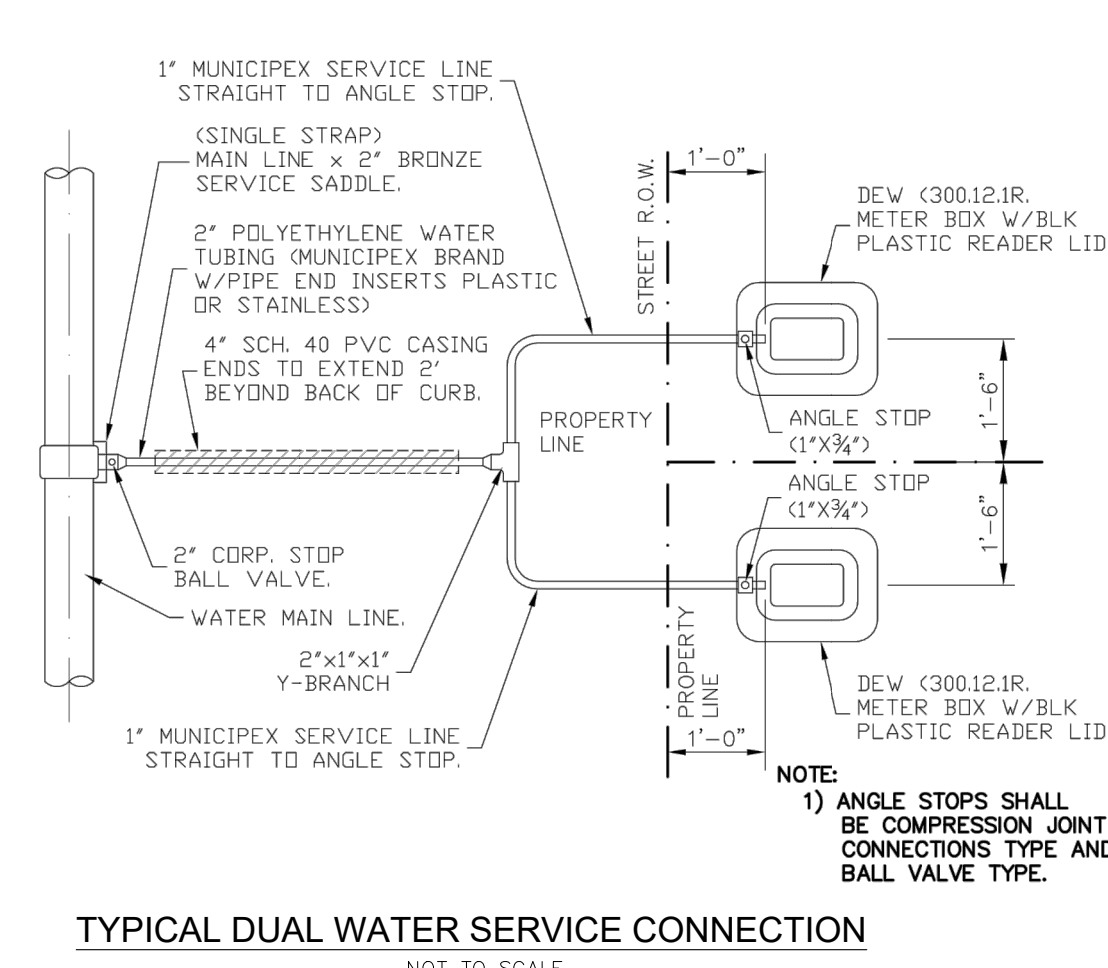 1" MUNICIPEX SERVICE LINE
STRAIGHT TO ANGLE STOP.
(SINGLE STRAP)
MAIN LINE x 2" BRONZE
SERVICE SADDLE.
2" POLYETHYLENE WATER
TUBING (MUNICIPEX BRAND
W/PIPE END INSERTS PLASTIC
OR STAINLESS)
4" SCH. 40 PVC CASING
ENDS TO EXTEND 2'
BEYOND BACK OF CURB.
STREET R.O.W.
1'-0"
DEW (300.12.1R.
METER BOX W/BLK
PLASTIC READER LID
PROPERTY
LINE
ANGLE STOP
(1"X¾")
1'-6"
ANGLE STOP
(1"X¾")
1'-6"
2" CORP. STOP
BALL VALVE.
WATER MAIN LINE.
2"x1"x1"
Y-BRANCH
1" MUNICIPEX SERVICE LINE
STRAIGHT TO ANGLE STOP.
PROPERTY
LINE
1'-0"
DEW (300.12.1R.
METER BOX W/BLK
PLASTIC READER LID
NOTE:
1) ANGLE STOPS SHALL
BE COMPRESSION JOINT
CONNECTIONS TYPE AND
BALL VALVE TYPE.
TYPICAL DUAL WATER SERVICE CONNECTION
NOT TO SCALE